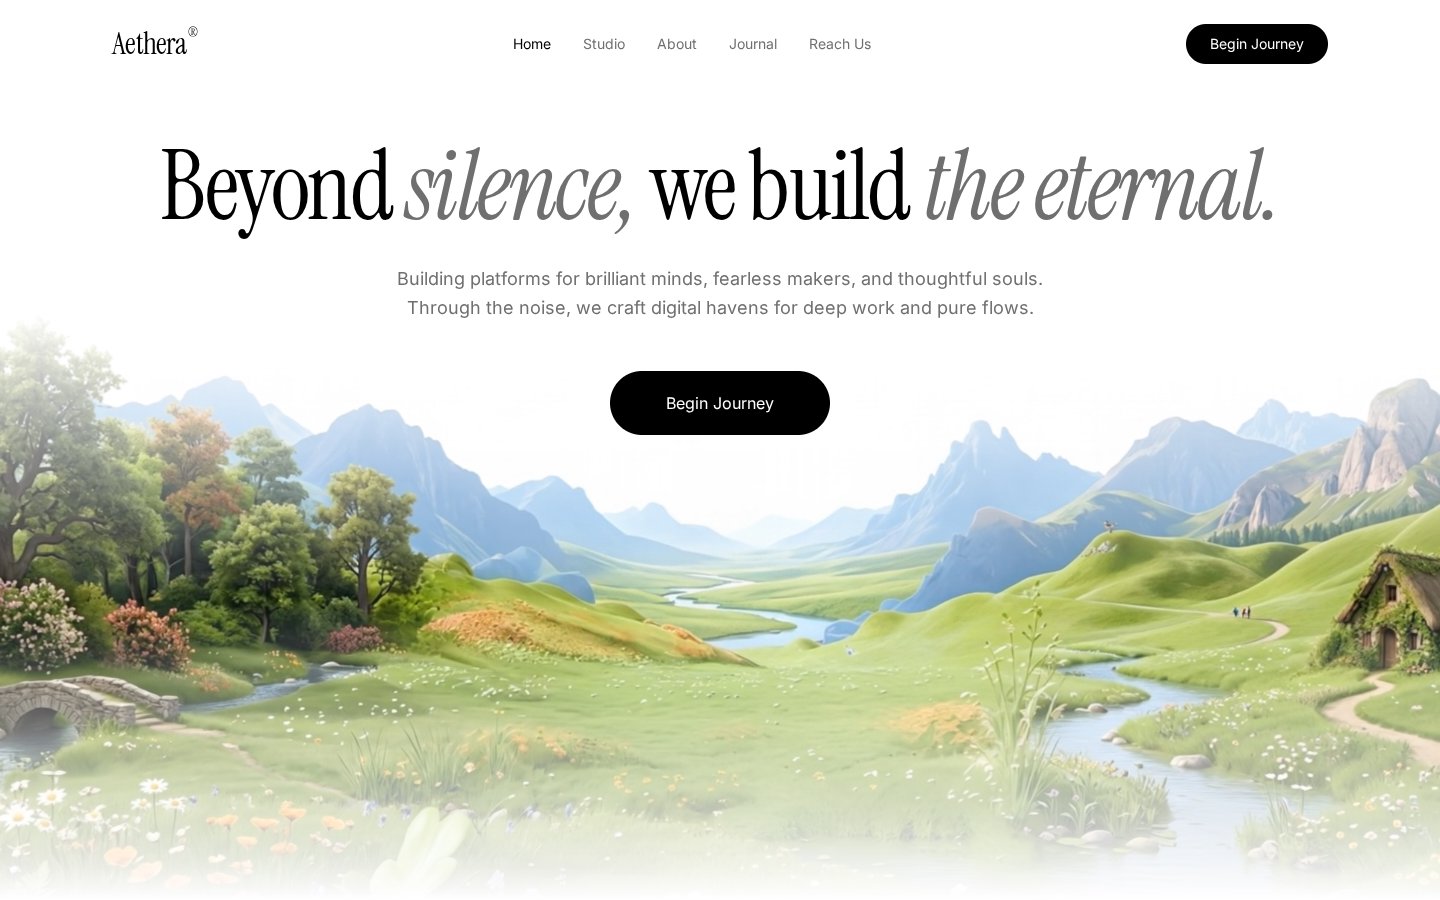 Aethera®
Home
Studio
About
Journal
Reach Us
Begin Journey
Beyond silence, we build the eternal.
Building platforms for brilliant minds, fearless makers, and thoughtful souls.
Through the noise, we craft digital havens for deep work and pure flows.
Begin Journey